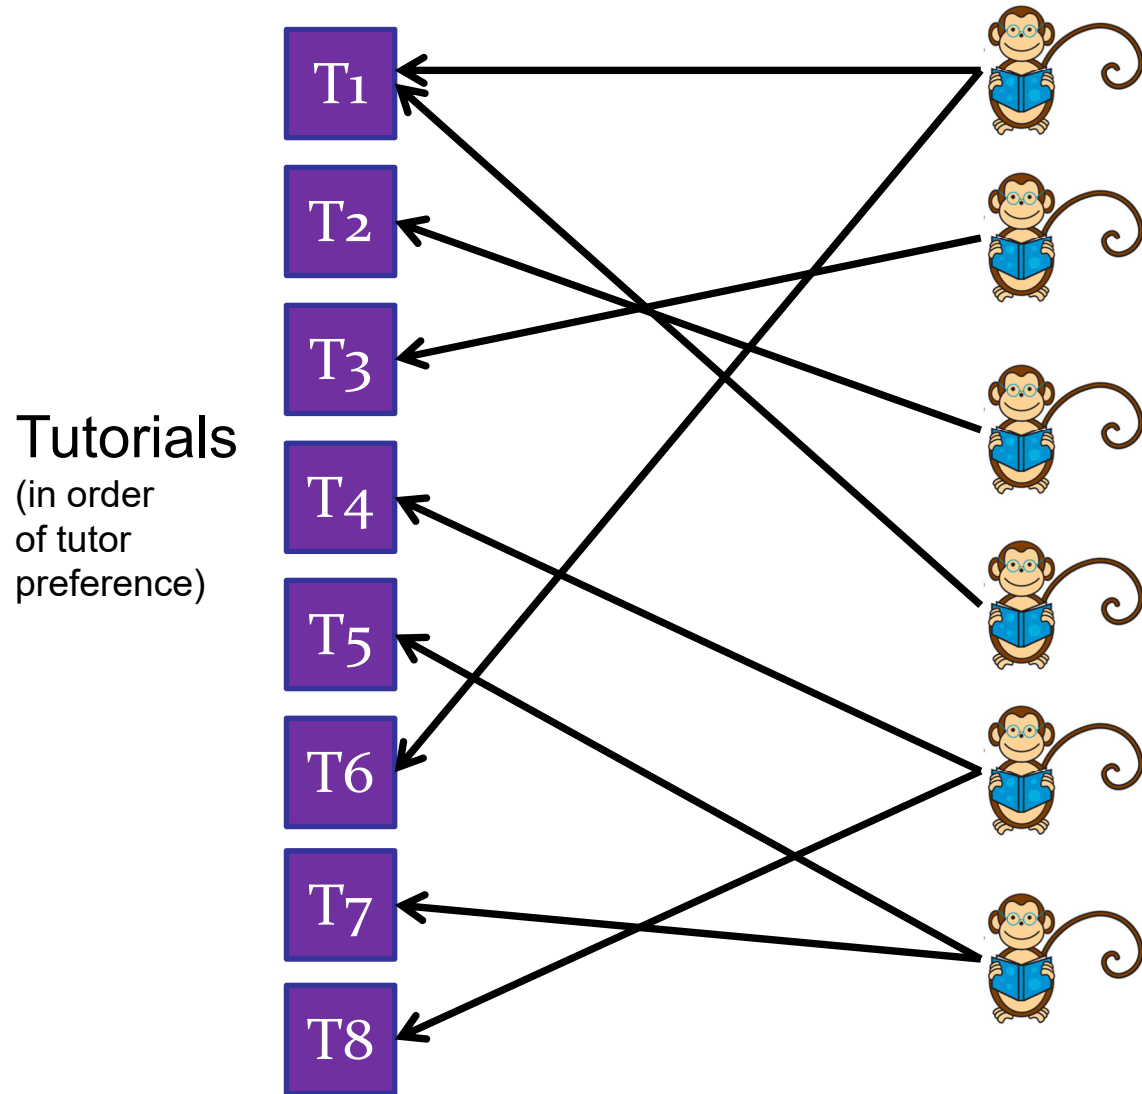 T1
T2
T3
Tutorials
(in order
of tutor
preference)
T4
T5
T6
T7
T8